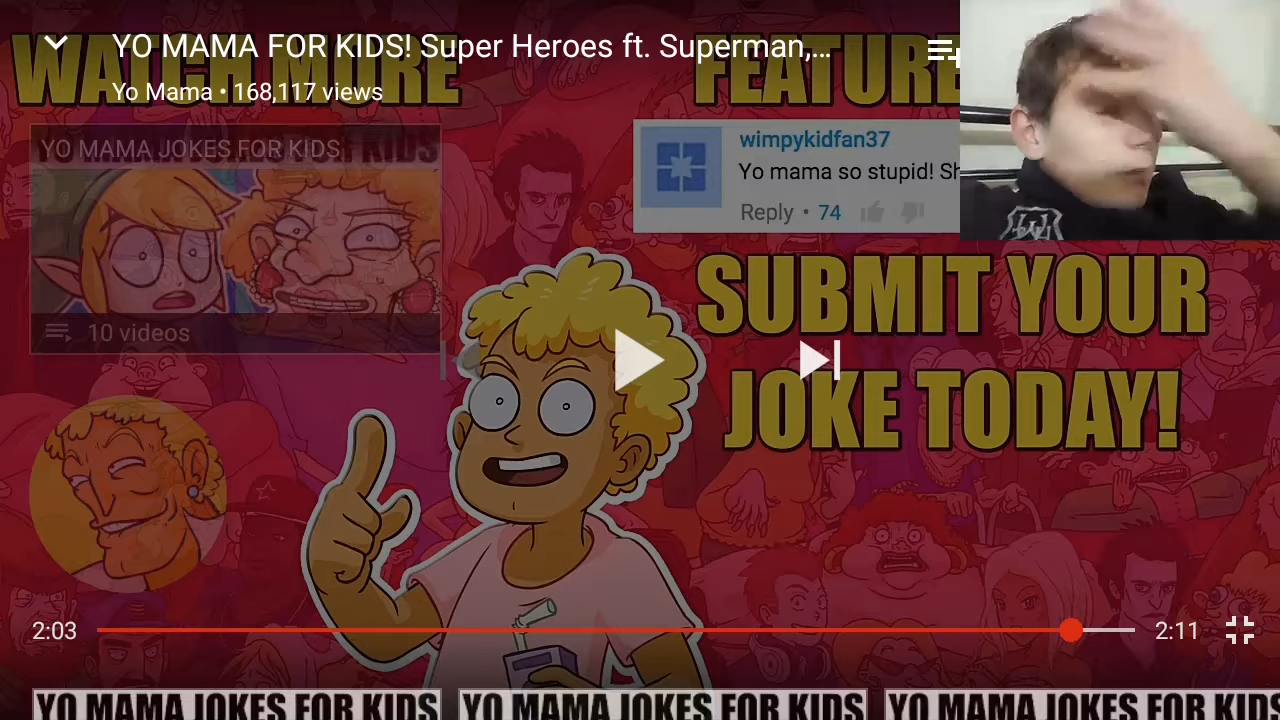 YO MAMA FOR KIDS! Super Heroes ft. Superman,...
WATCH MORE
FEATURE
Yo Mama • 168,117 views
YO MAMA JOKES FOR KIDS
wimpykidfan37
Yo mama so stupid! Sh
Reply • 74
10 videos
SUBMIT YOUR
JOKE TODAY!
2:03
2:11
YO MAMA JOKES FOR KIDS
YO MAMA JOKES FOR KIDS
YO MAMA JOKES FOR KIDS